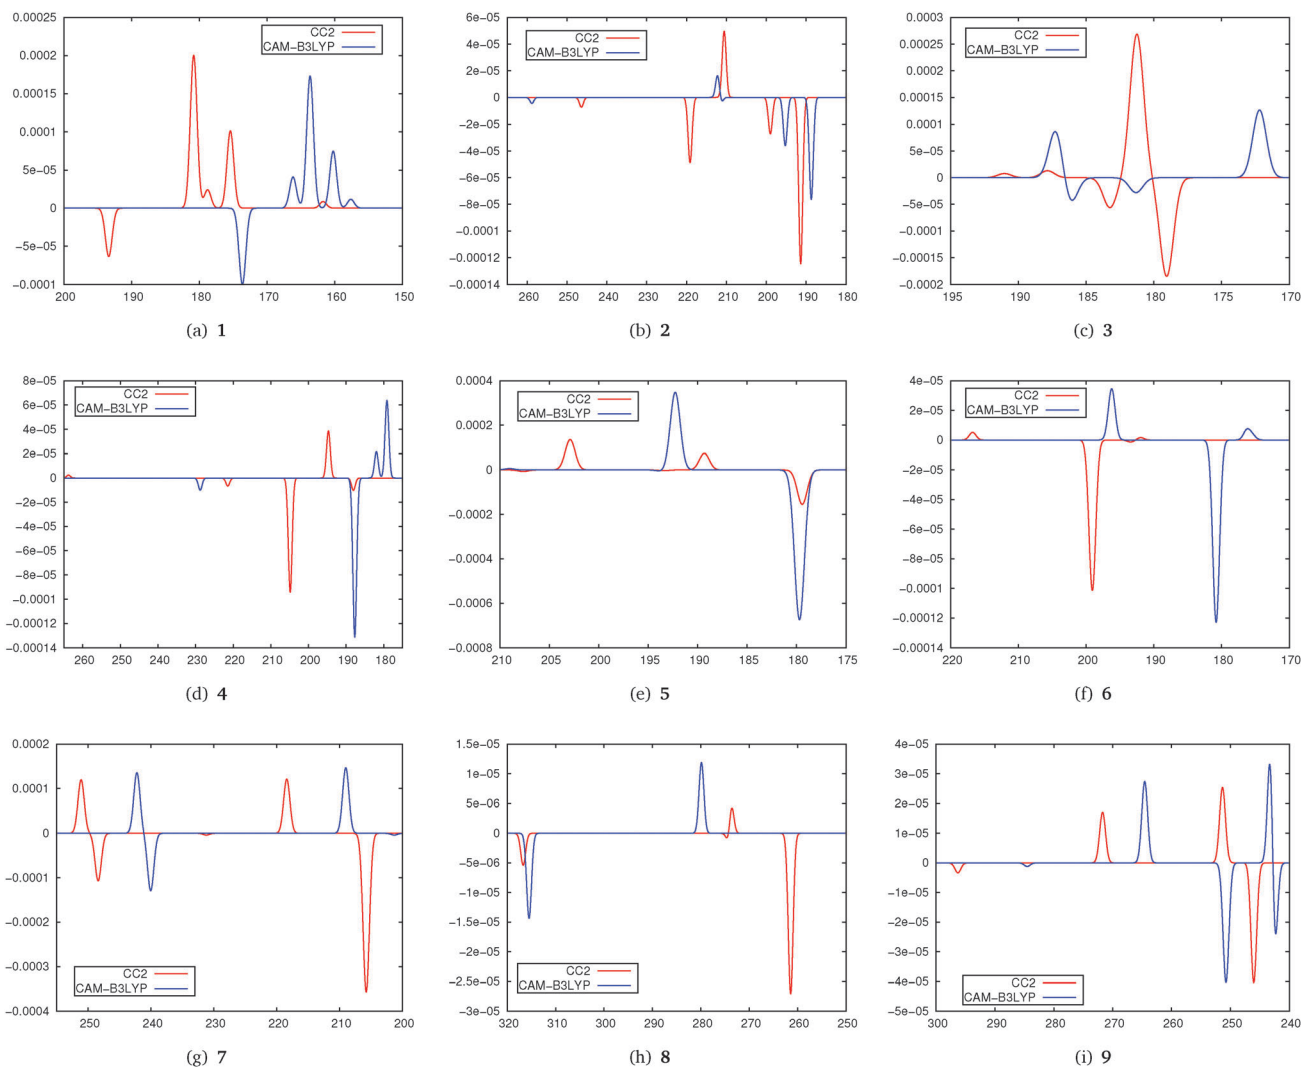 0.00025
0.0002
0.00015
0.0001
5e−05
0
−5e−05
−0.0001
200 190 180 170 160 150
CC2
CAM−B3LYP
(a) 1
6e−05
4e−05
2e−05
0
−2e−05
−4e−05
−6e−05
−8e−05
−0.0001
−0.00012
−0.00014
260 250 240 230 220 210 200 190 180
CC2
CAM−B3LYP
(b) 2
0.0003
0.00025
0.0002
0.00015
0.0001
5e−05
0
−5e−05
−0.0001
−0.00015
−0.0002
195 190 185 180 175 170
CC2
CAM−B3LYP
(c) 3
8e−05
6e−05
4e−05
2e−05
0
−2e−05
−4e−05
−6e−05
−8e−05
−0.0001
−0.00012
−0.00014
260 250 240 230 220 210 200 190 180
CC2
CAM−B3LYP
(d) 4
0.0004
0.0002
0
−0.0002
−0.0004
−0.0006
−0.0008
210 205 200 195 190 185 180 175
CC2
CAM−B3LYP
(e) 5
4e−05
2e−05
0
−2e−05
−4e−05
−6e−05
−8e−05
−0.0001
−0.00012
−0.00014
220 210 200 190 180 170
CC2
CAM−B3LYP
(f) 6
0.0002
0.0001
0
−0.0001
−0.0002
−0.0003
−0.0004
250 240 230 220 210 200
CC2
CAM−B3LYP
(g) 7
1.5e−05
1e−05
5e−06
0
−5e−06
−1e−05
−1.5e−05
−2e−05
−2.5e−05
−3e−05
320 310 300 290 280 270 260 250
CC2
CAM−B3LYP
(h) 8
4e−05
3e−05
2e−05
1e−05
0
−1e−05
−2e−05
−3e−05
−4e−05
−5e−05
300 290 280 270 260 250 240
CC2
CAM−B3LYP
(i) 9